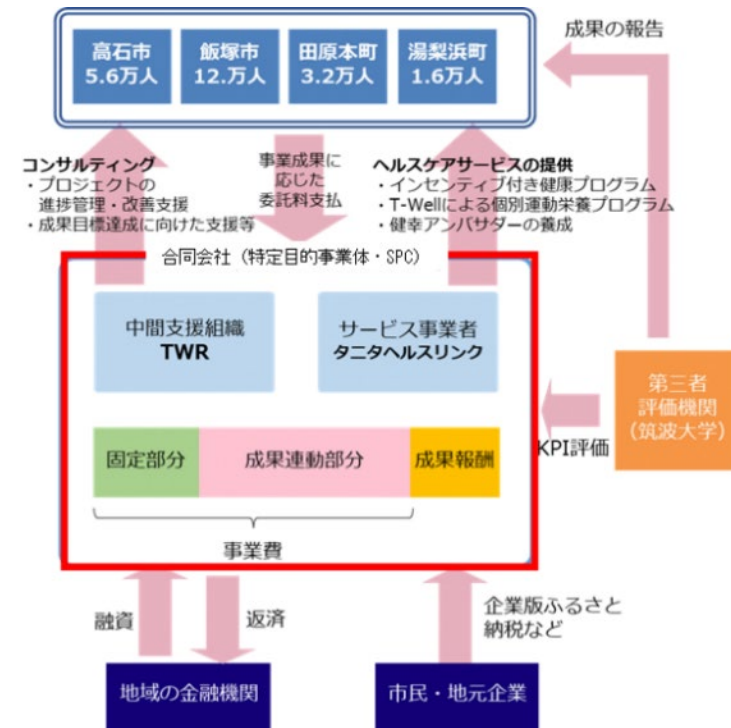 成果の報告
高石市
5.6万人
飯塚市
12.万人
田原本町
3.2万人
湯梨浜町
1.6万人
コンサルティング
・プロジェクトの
進捗管理・改善支援
・成果目標達成に向けた支援等
事業成果に
応じた
委託料支払
ヘルスケアサービスの提供
・インセンティブ付き健康プログラム
・T-Wellによる個別運動栄養プログラム
・健幸アンバサダーの養成
合同会社（特定目的事業体・SPC）
中間支援組織
TWR
サービス事業者
タニタヘルスリンク
第三者
評価機関
(筑波大学)
KPI評価
固定部分
成果連動部分
成果報酬
事業費
融資
返済
企業版ふるさと
納税など
地域の金融機関
市民・地元企業